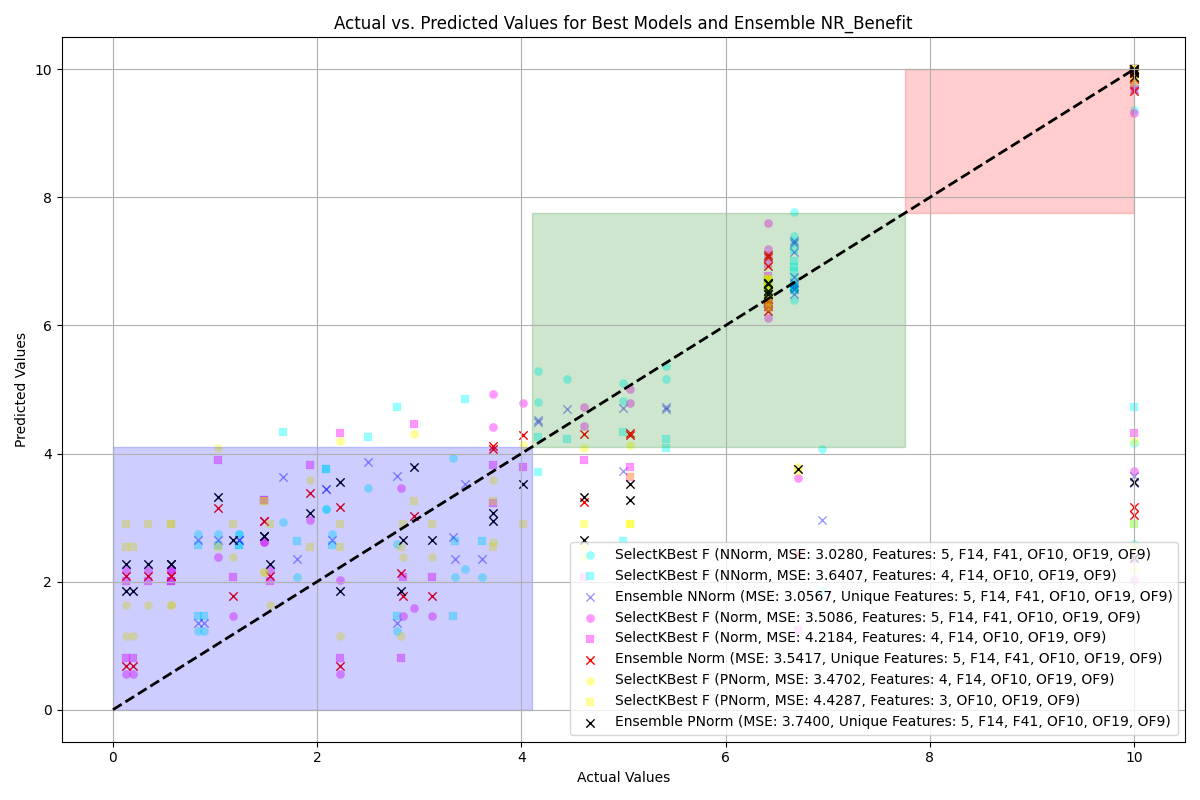 Actual vs. Predicted Values for Best Models and Ensemble NR_Benefit
Predicted Values
10
8
6
4
2
0
SelectKBest F (NNorm, MSE: 3.0280, Features: 5, F14, F41, OF10, OF19, OF9)
SelectKBest F (NNorm, MSE: 3.6407, Features: 4, F14, OF10, OF19, OF9)
Ensemble NNorm (MSE: 3.0567, Unique Features: 5, F14, F41, OF10, OF19, OF9)
SelectKBest F (Norm, MSE: 3.5086, Features: 5, F14, F41, OF10, OF19, OF9)
SelectKBest F (Norm, MSE: 4.2184, Features: 4, F14, OF10, OF19, OF9)
Ensemble Norm (MSE: 3.5417, Unique Features: 5, F14, F41, OF10, OF19, OF9)
SelectKBest F (PNorm, MSE: 3.4702, Features: 4, F14, OF10, OF19, OF9)
SelectKBest F (PNorm, MSE: 4.4287, Features: 3, OF10, OF19, OF9)
Ensemble PNorm (MSE: 3.7400, Unique Features: 5, F14, F41, OF10, OF19, OF9)
0 2 4 6 8 10
Actual Values